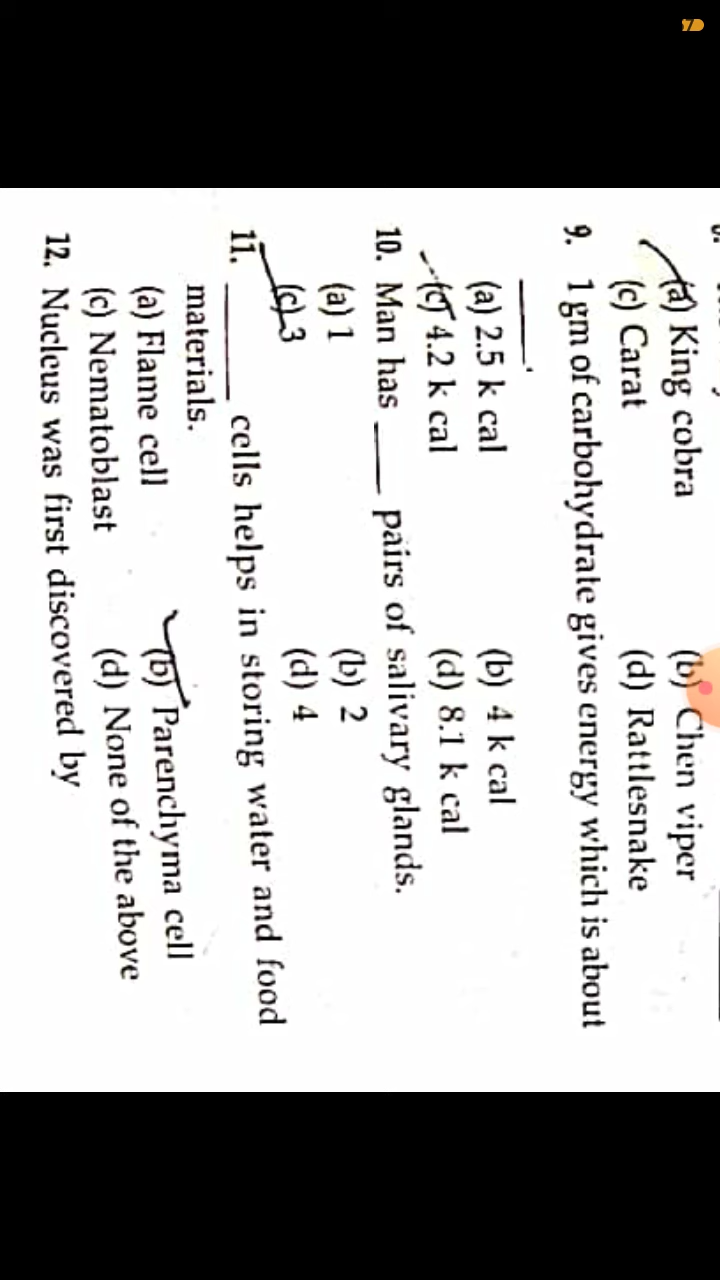 (a) King cobra (b) Chen viper
(c) Carat (d) Rattlesnake
9. 1 gm of carbohydrate gives energy which is about
____.
(a) 2.5 k cal (b) 4 k cal
(c) 4.2 k cal (d) 8.1 k cal
10. Man has ___ pairs of salivary glands.
(a) 1 (b) 2
(c) 3 (d) 4
11. ______ cells helps in storing water and food
materials.
(a) Flame cell (b) Parenchyma cell
(c) Nematoblast (d) None of the above
12. Nucleus was first discovered by